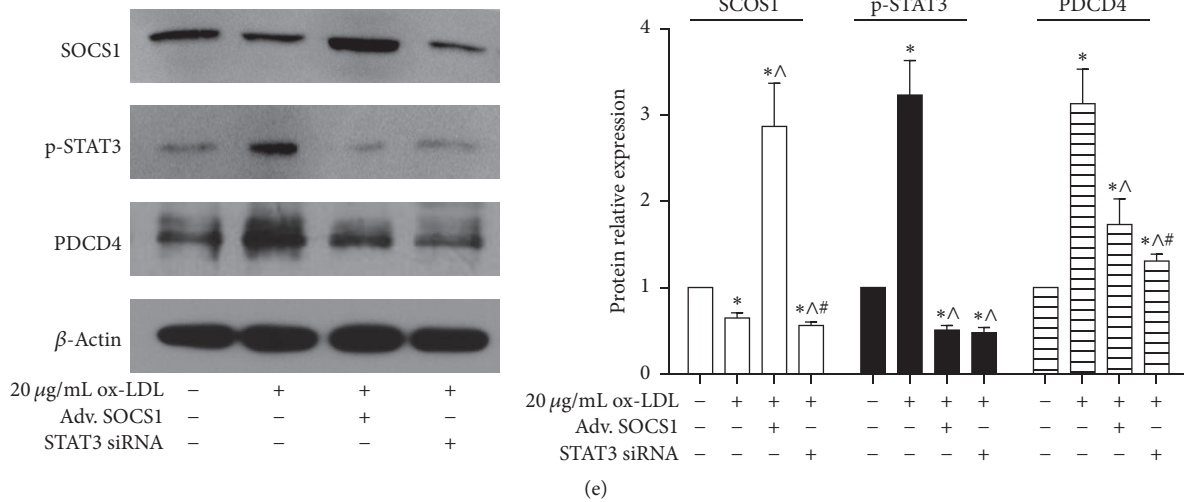 SOCS1
p-STAT3
PDCD4
β-Actin
20 μg/mL ox-LDL − + + +
Adv. SOCS1 − − + −
STAT3 siRNA − − − +
SCOS1 p-STAT3 PDCD4
Protein relative expression
4
3
2
1
0
* *^ *^#
* *^ *^
* *^ *^#
20 μg/mL ox-LDL − + + + − + + + − + + +
Adv. SOCS1 − − + − − − + − − − + −
STAT3 siRNA − − − + − − − + − − − +
(e)